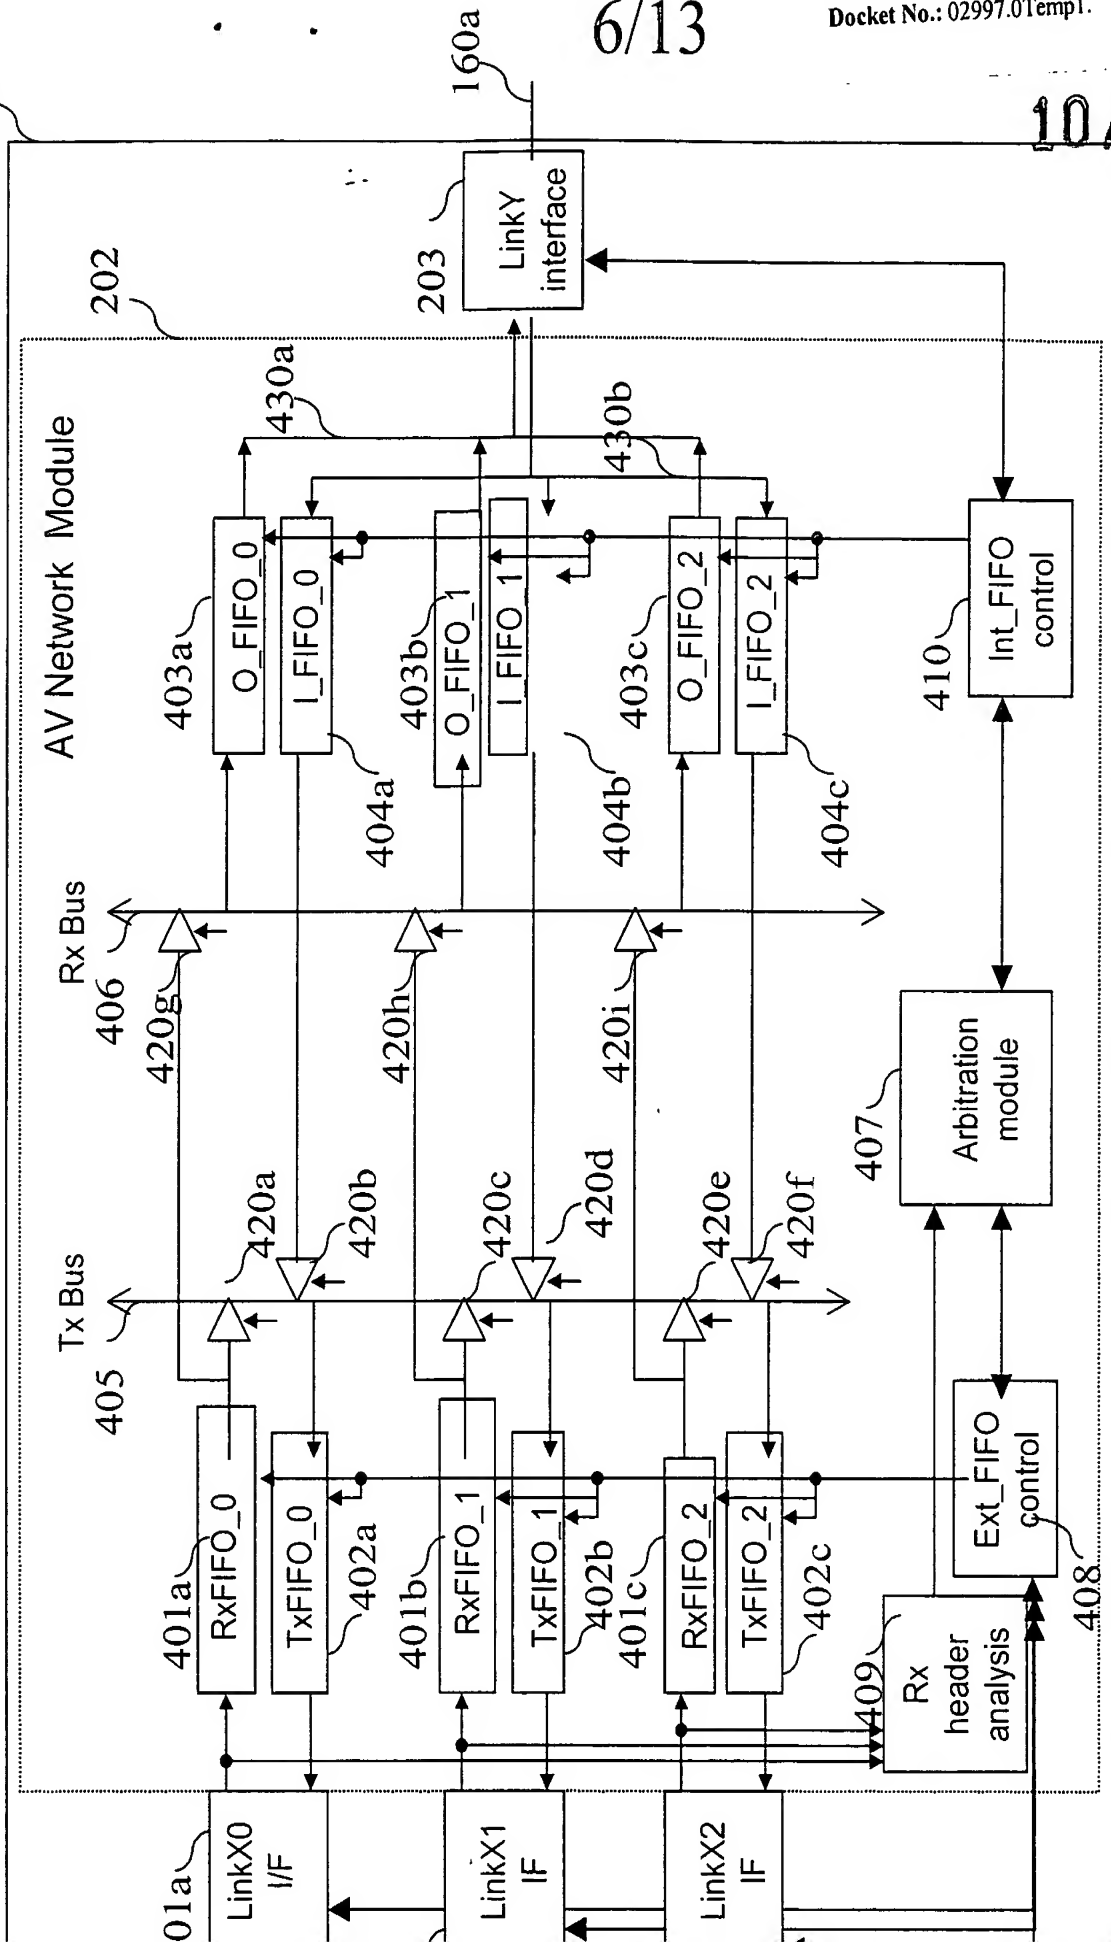 6/13
Docket No.: 02997.0Temp1.
10
160a
LinkY
interface
203
202
AV Network Module
430a
430b
O_FIFO_0
403a
I_FIFO_0
404a
O_FIFO_1
403b
I_FIFO_1
404b
O_FIFO_2
403c
I_FIFO_2
404c
Int_FIFO
control
410
Rx Bus
406
420g
420h
420i
Arbitration
module
407
Tx Bus
405
420a
420b
420c
420d
420e
420f
RxFIFO_0
401a
TxFIFO_0
402a
RxFIFO_1
401b
TxFIFO_1
402b
RxFIFO_2
401c
TxFIFO_2
402c
Ext_FIFO
control
408
Rx
header
analysis
409
LinkX0
I/F
01a
LinkX1
IF
LinkX2
IF